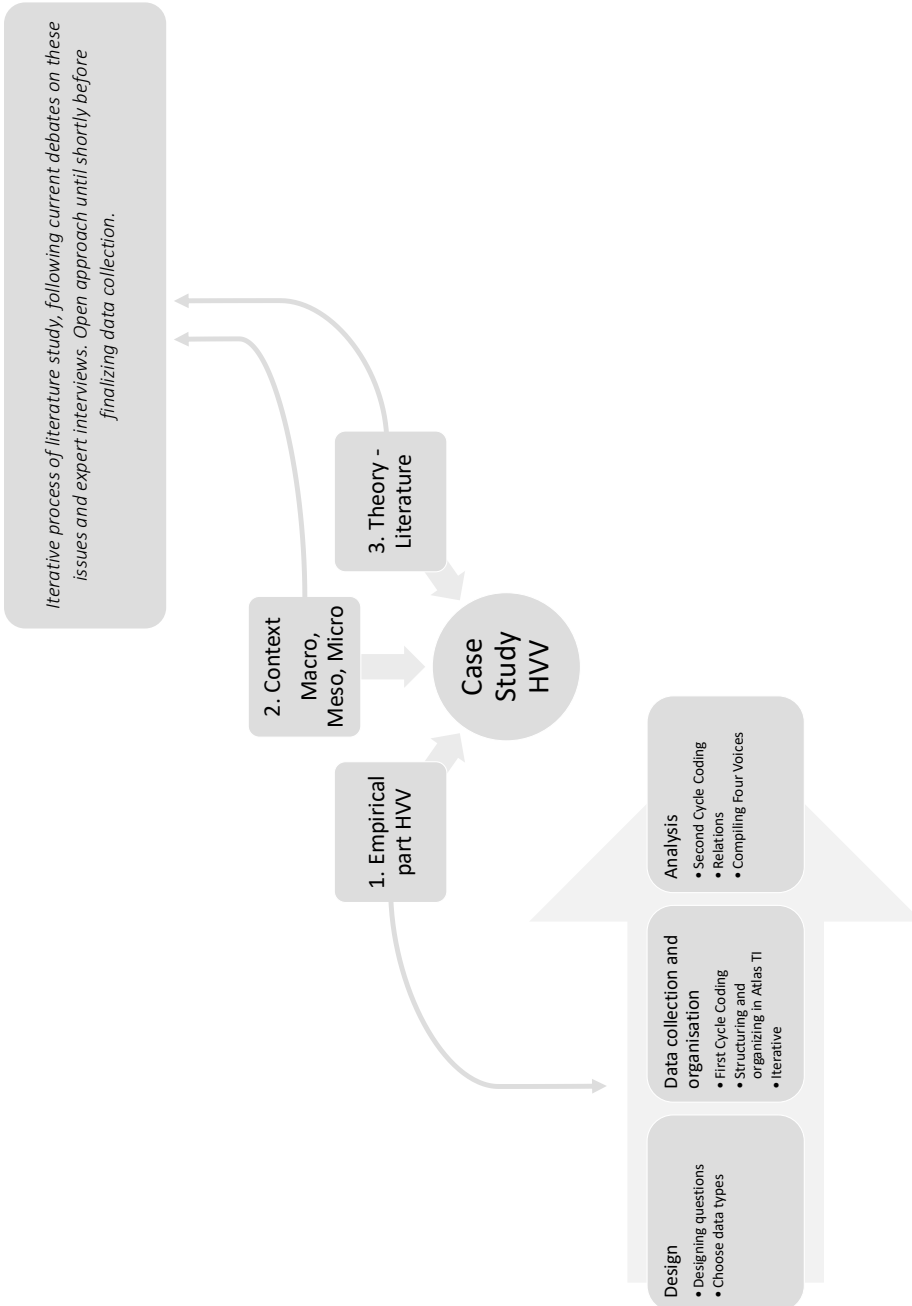 Iterative process of literature study, following current debates on these
issues and expert interviews. Open approach until shortly before
finalizing data collection.
2. Context
Macro,
Meso, Micro
1. Empirical
part HVV
3. Theory -
Literature
Case
Study
HVV
Design
• Designing questions
• Choose data types
Data collection and
organisation
• First Cycle Coding
• Structuring and
organizing in Atlas TI
• Iterative
Analysis
• Second Cycle Coding
• Relations
• Compiling Four Voices